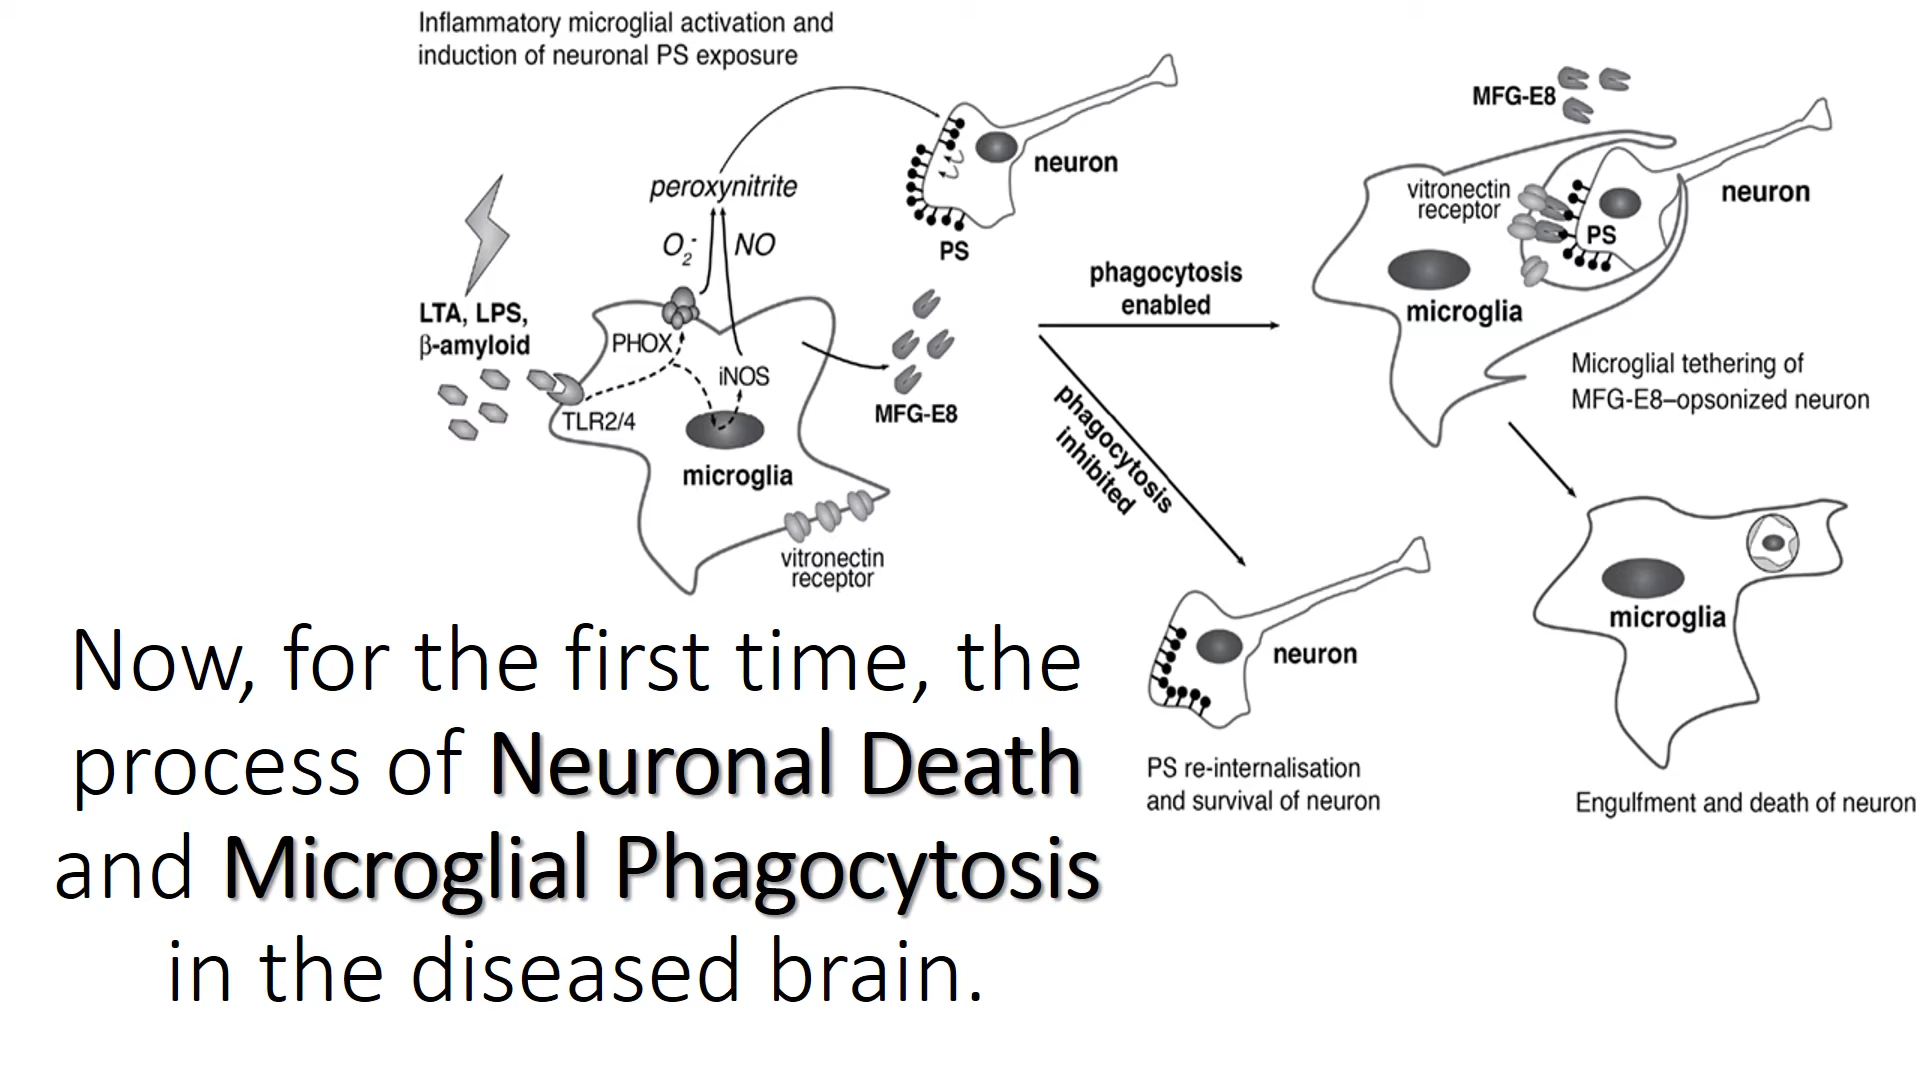 Inflammatory microglial activation and
induction of neuronal PS exposure
peroxynitrite
O₂⁻ NO
LTA, LPS,
β-amyloid
PHOX
iNOS
TLR2/4
microglia
vitronectin
receptor
neuron
PS
MFG-E8
phagocytosis
enabled
phagocytosis
inhibited
MFG-E8
vitronectin
receptor
PS
neuron
microglia
Microglial tethering of
MFG-E8–opsonized neuron
neuron
PS re-internalisation
and survival of neuron
microglia
Engulfment and death of neuron
Now, for the first time, the
process of Neuronal Death
and Microglial Phagocytosis
in the diseased brain.